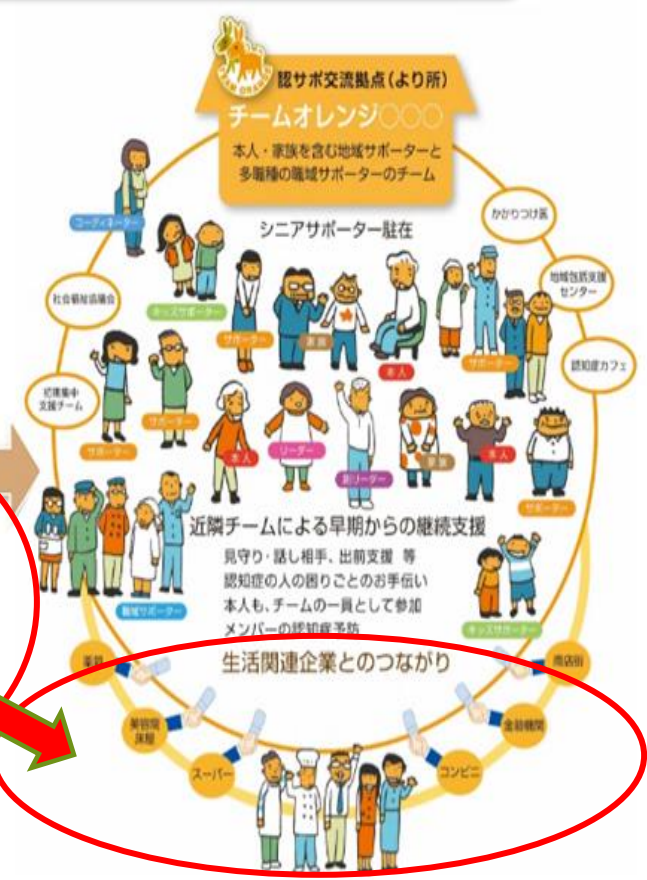 TEAM ORANGE
認サポ交流拠点（より所）
チームオレンジ○○○
本人・家族を含む地域サポーターと
多職種の職域サポーターのチーム
コーディネーター
シニアサポーター駐在
かかりつけ医
社会福祉協議会
キッズサポーター
サポーター
家族
本人
サポーター
地域包括支援
センター
認知症カフェ
初期集中
支援チーム
サポーター
サポーター
本人
リーダー
副リーダー
家族
本人
サポーター
近隣チームによる早期からの継続支援
見守り・話し相手、出前支援 等
認知症の人の困りごとのお手伝い
本人も、チームの一員として参加
メンバーの認知症予防
職域サポーター
キッズサポーター
生活関連企業とのつながり
薬局
商店街
美容院
床屋
金融機関
スーパー
コンビニ